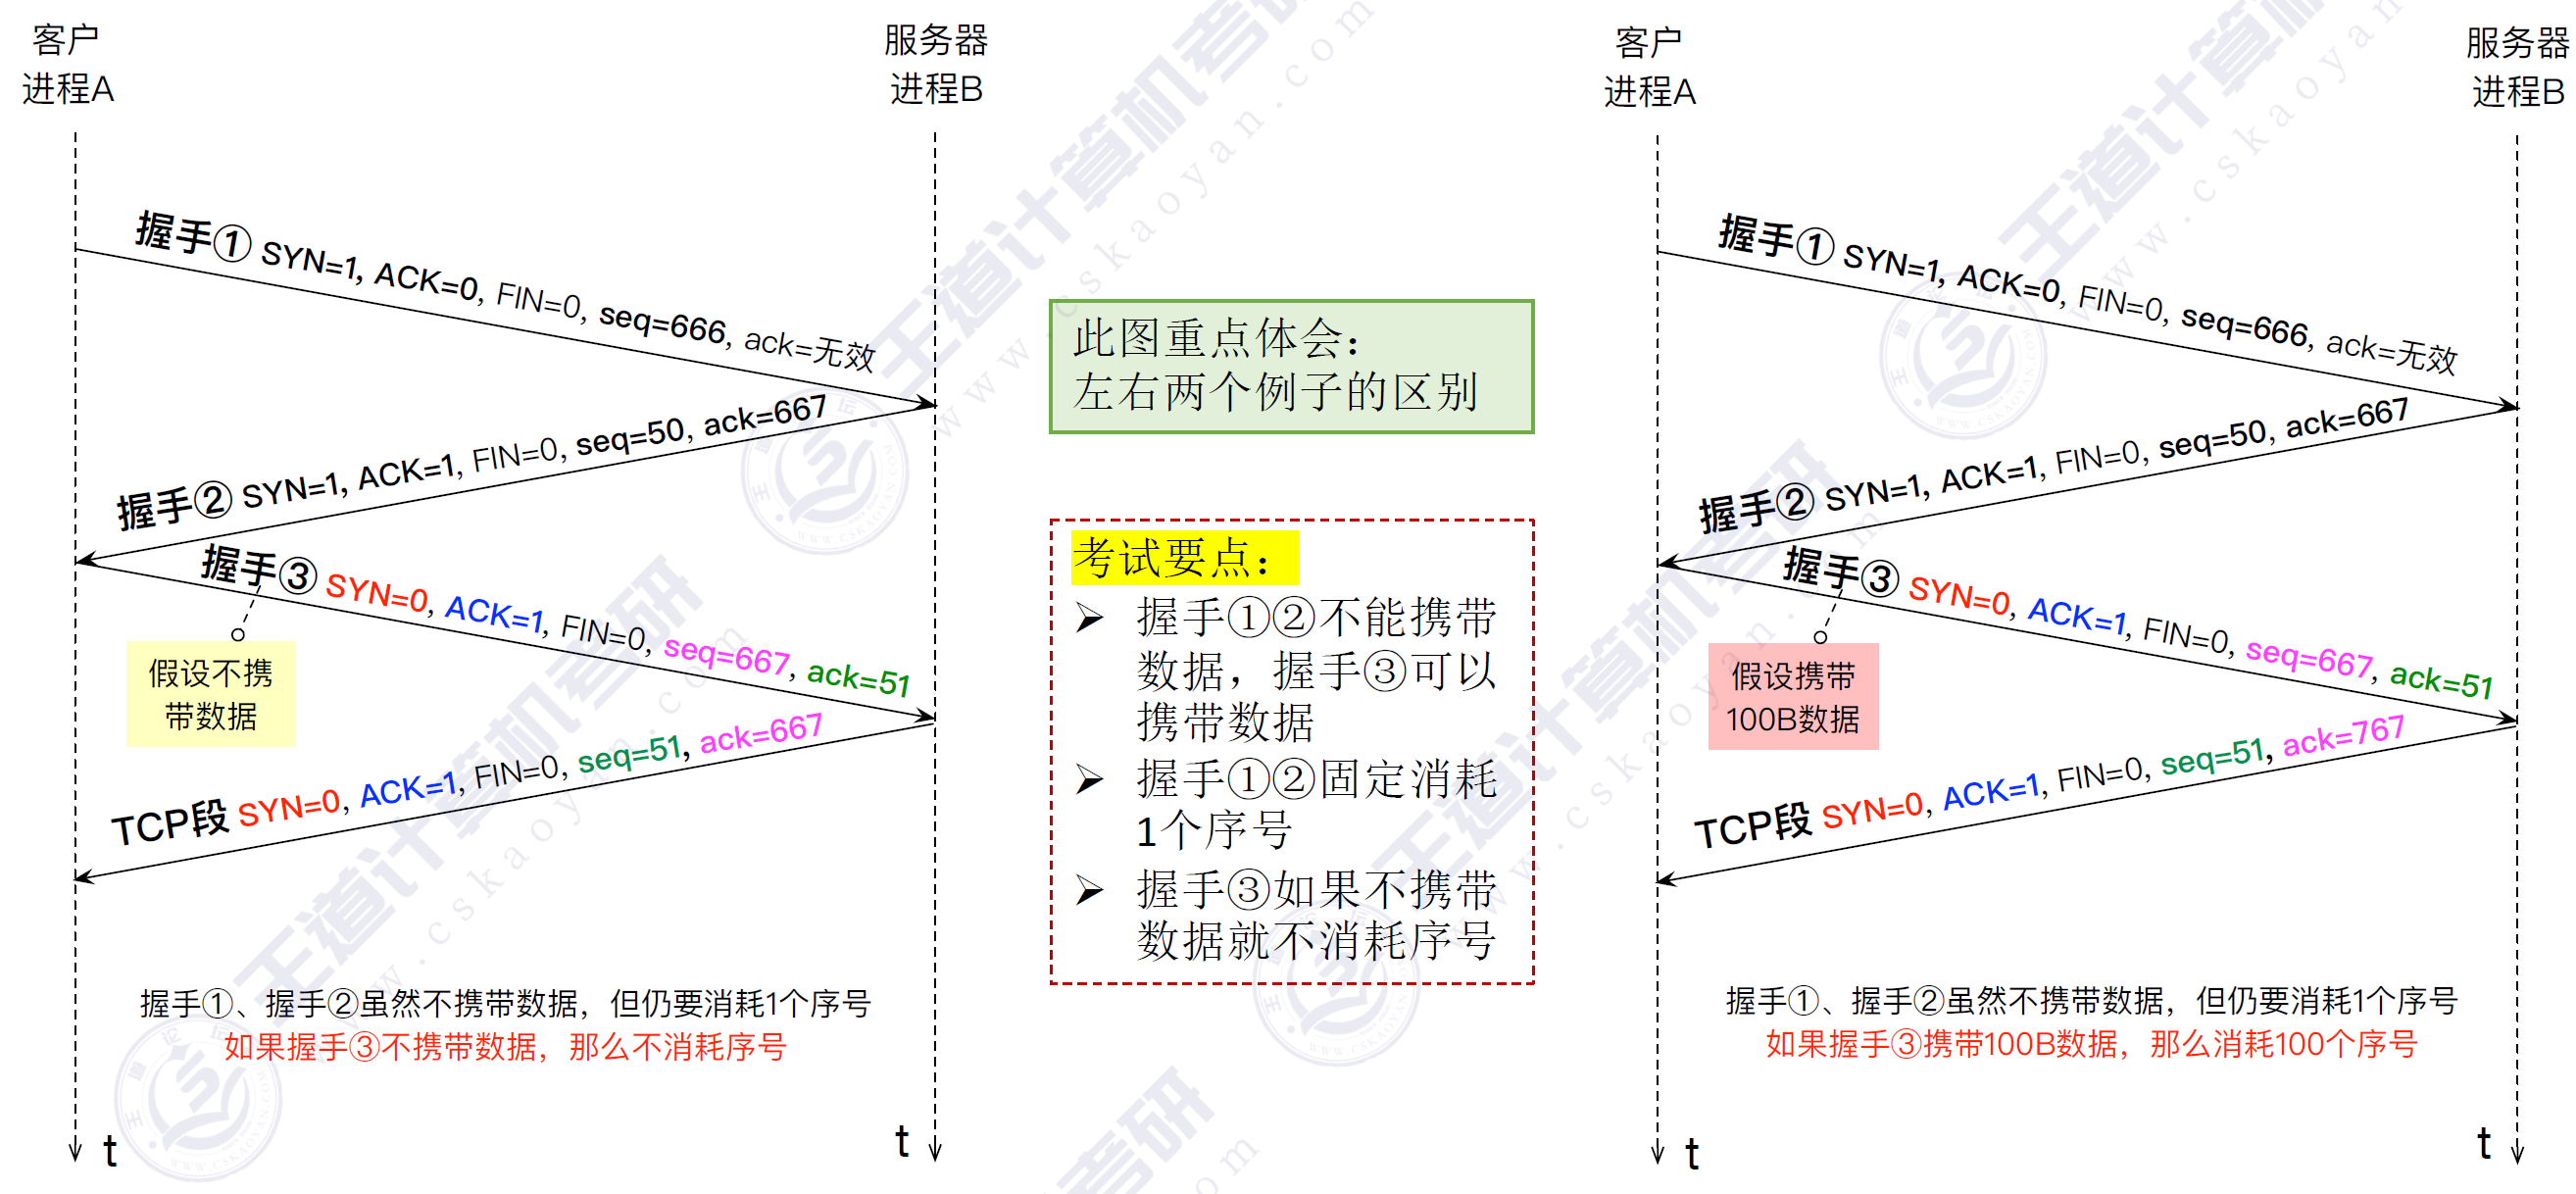 客户
进程A
服务器
进程B
握手① SYN=1, ACK=0, FIN=0, seq=666, ack=无效
握手② SYN=1, ACK=1, FIN=0, seq=50, ack=667
握手③ SYN=0, ACK=1, FIN=0, seq=667, ack=51
假设不携
带数据
TCP段 SYN=0, ACK=1, FIN=0, seq=51, ack=667
握手①、握手②虽然不携带数据，但仍要消耗1个序号
如果握手③不携带数据，那么不消耗序号
t
t
此图重点体会：
左右两个例子的区别
考试要点：
➢ 握手①②不能携带
数据，握手③可以
携带数据
➢ 握手①②固定消耗
1个序号
➢ 握手③如果不携带
数据就不消耗序号
客户
进程A
服务器
进程B
握手① SYN=1, ACK=0, FIN=0, seq=666, ack=无效
握手② SYN=1, ACK=1, FIN=0, seq=50, ack=667
握手③ SYN=0, ACK=1, FIN=0, seq=667, ack=51
假设携带
100B数据
TCP段 SYN=0, ACK=1, FIN=0, seq=51, ack=767
握手①、握手②虽然不携带数据，但仍要消耗1个序号
如果握手③携带100B数据，那么消耗100个序号
t
t
王道计算机考研
www.cskaoyan.com